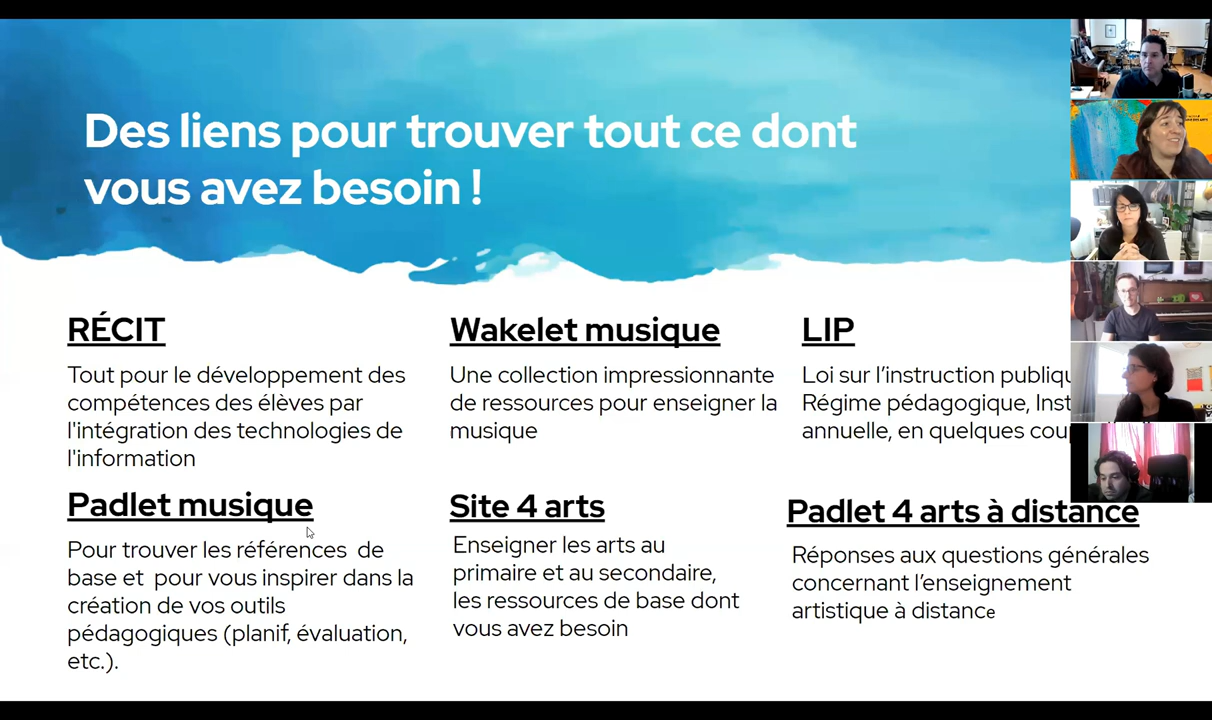 Des liens pour trouver tout ce dont
vous avez besoin !
RÉCIT
Tout pour le développement des
compétences des élèves par
l'intégration des technologies de
l'information
Wakelet musique
Une collection impressionnante
de ressources pour enseigner la
musique
LIP
Loi sur l’instruction
Régime pédagogique,
annuelle, en quelques
Padlet musique
Pour trouver les références de
base et pour vous inspirer dans la
création de vos outils
pédagogiques (planif, évaluation,
etc.).
Site 4 arts
Enseigner les arts au
primaire et au secondaire,
les ressources de base dont
vous avez besoin
Padlet 4 arts à distance
Réponses aux questions générales
concernant l’enseignement
artistique à distance